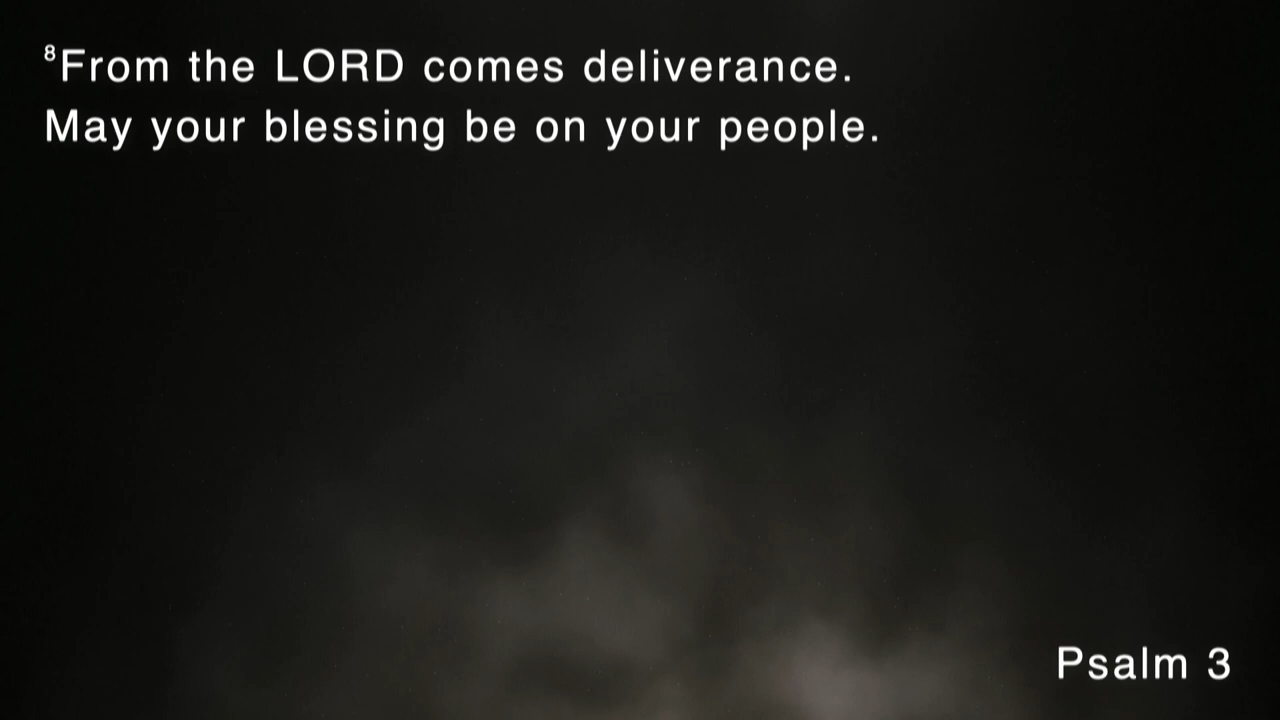 ⁸From the LORD comes deliverance.
May your blessing be on your people.
Psalm 3